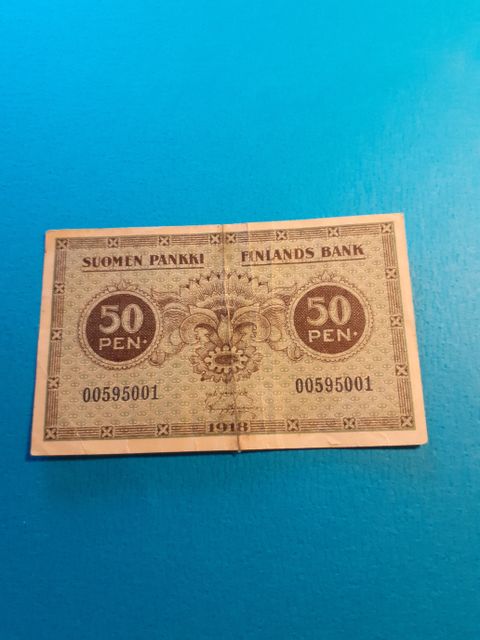 SUOMEN PANKKI FINLANDS BANK
50 PEN. 50 PEN.
00595001 00595001
1918